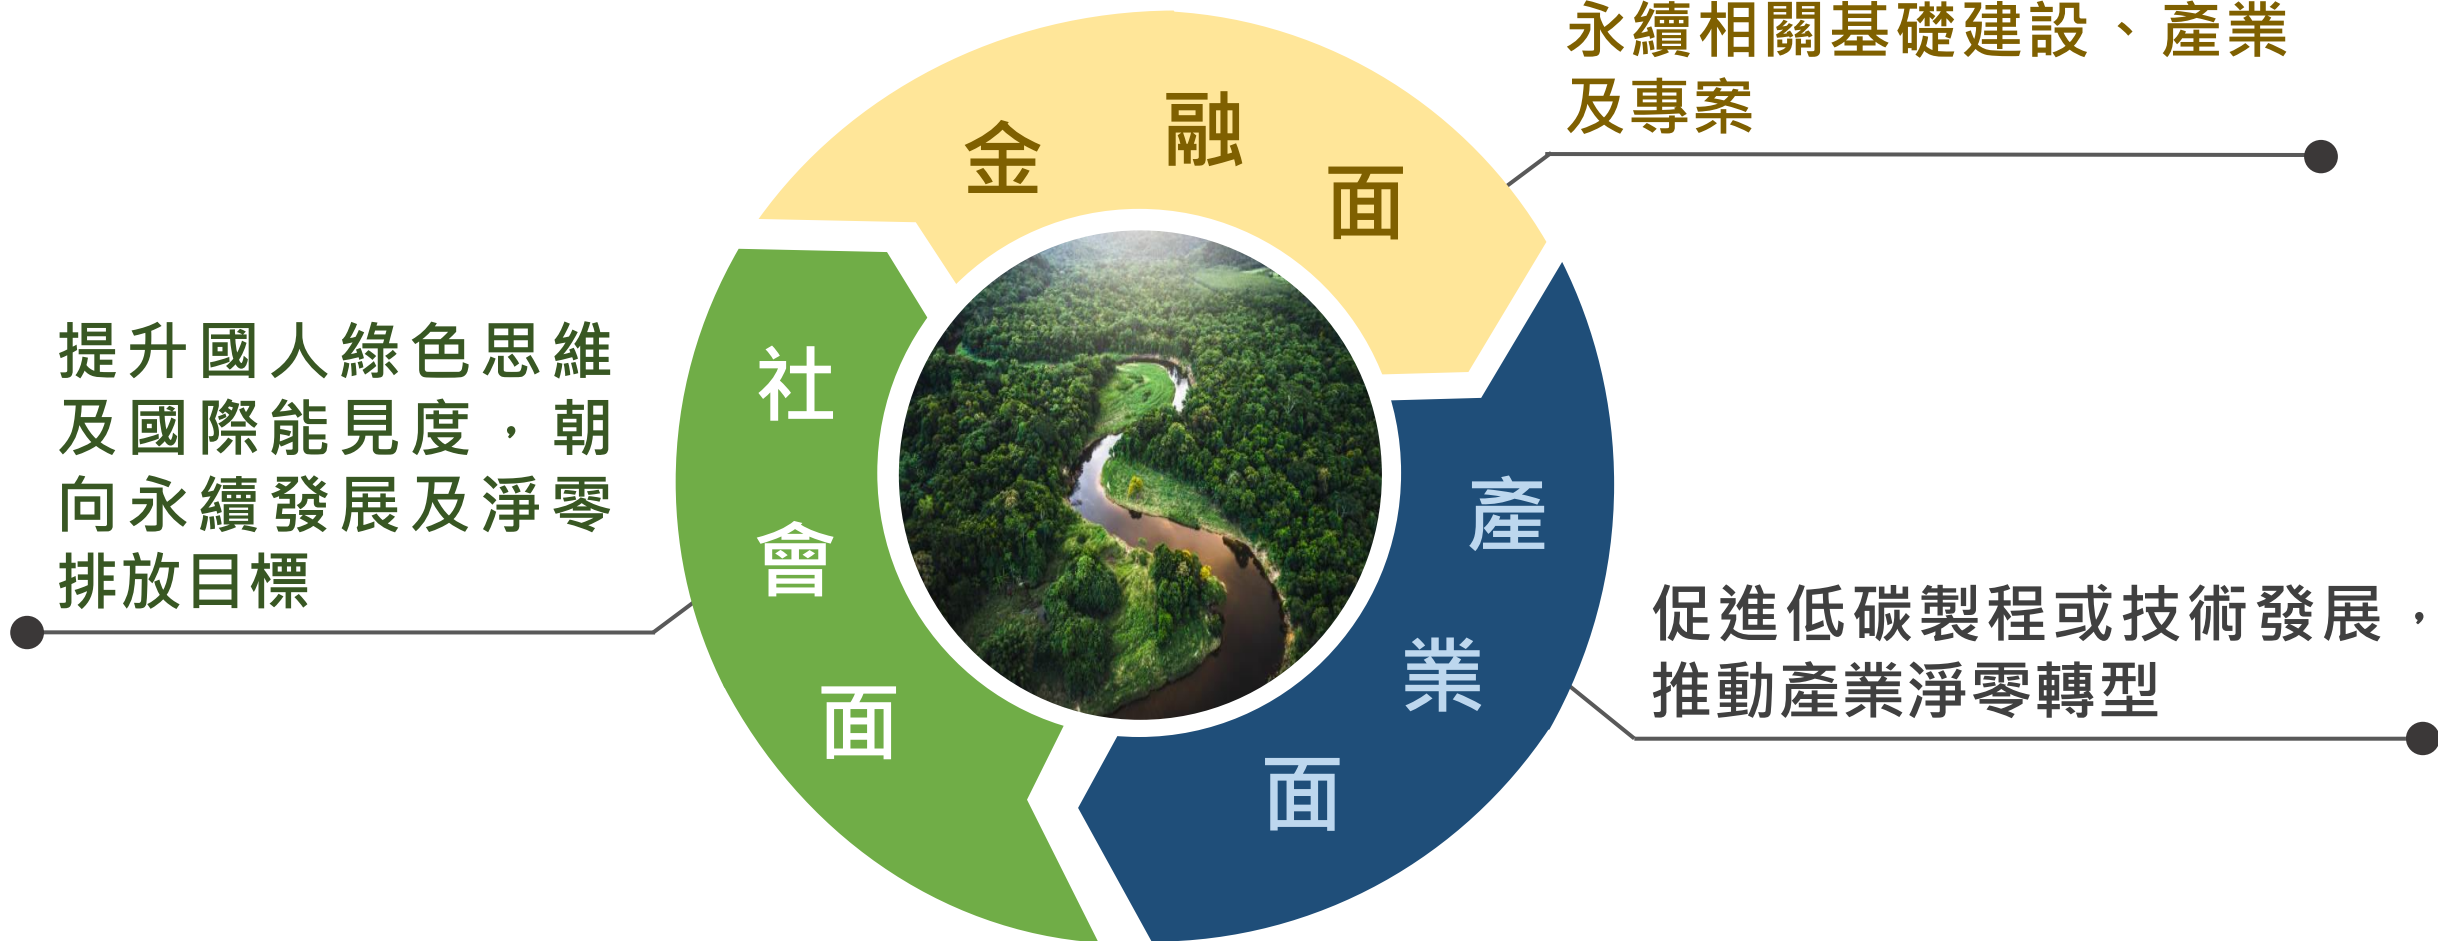 金融面
永續相關基礎建設、產業
及專案
產業面
促進低碳製程或技術發展，
推動產業淨零轉型
社會面
提升國人綠色思維
及國際能見度，朝
向永續發展及淨零
排放目標